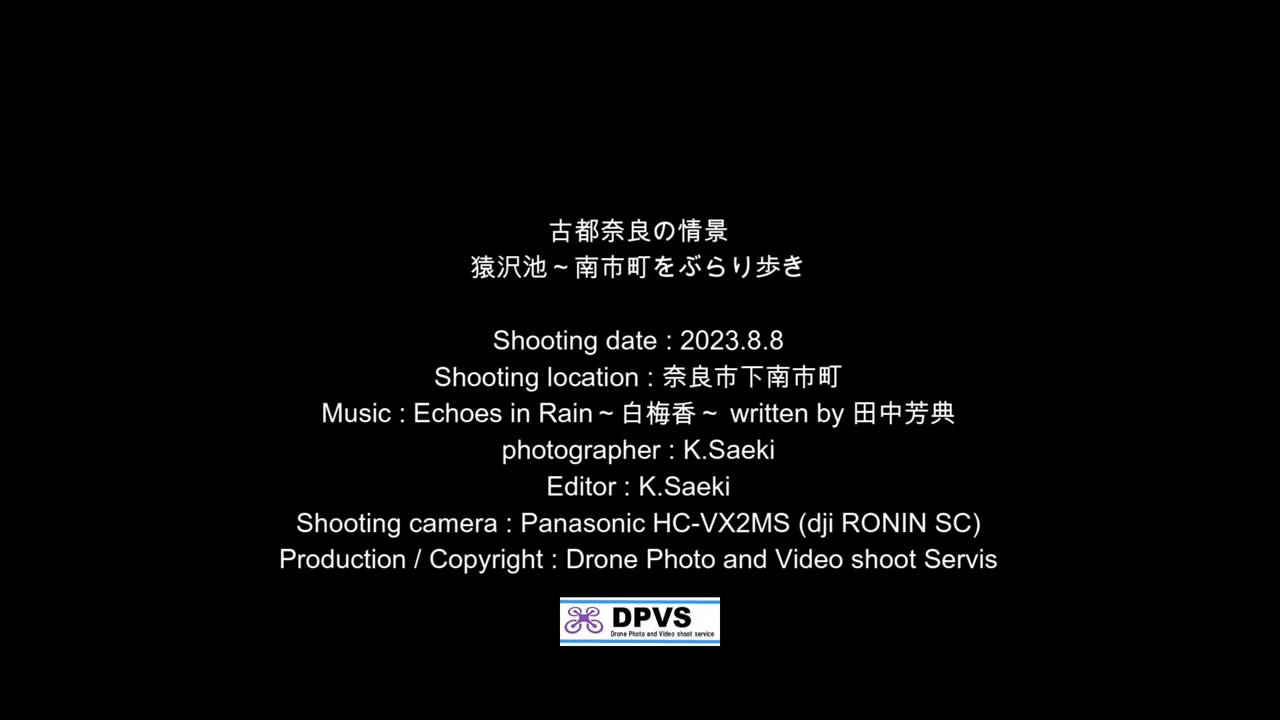 古都奈良の情景
猿沢池～南市町をぶらり歩き
Shooting date : 2023.8.8
Shooting location : 奈良市下南市町
Music : Echoes in Rain～白梅香～ written by 田中芳典
photographer : K.Saeki
Editor : K.Saeki
Shooting camera : Panasonic HC-VX2MS (dji RONIN SC)
Production / Copyright : Drone Photo and Video shoot Servis
DPVS
Drone Photo and Video shoot service